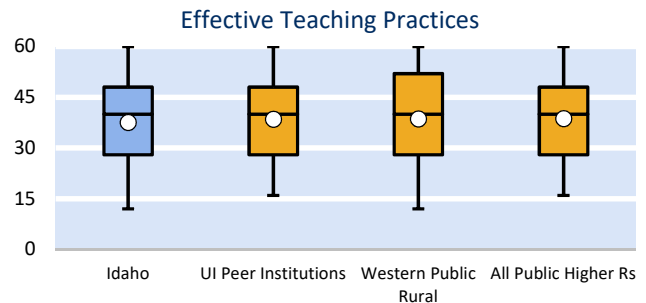 Effective Teaching Practices
60
45
30
15
0
Idaho
UI Peer Institutions
Western Public
Rural
All Public Higher Rs